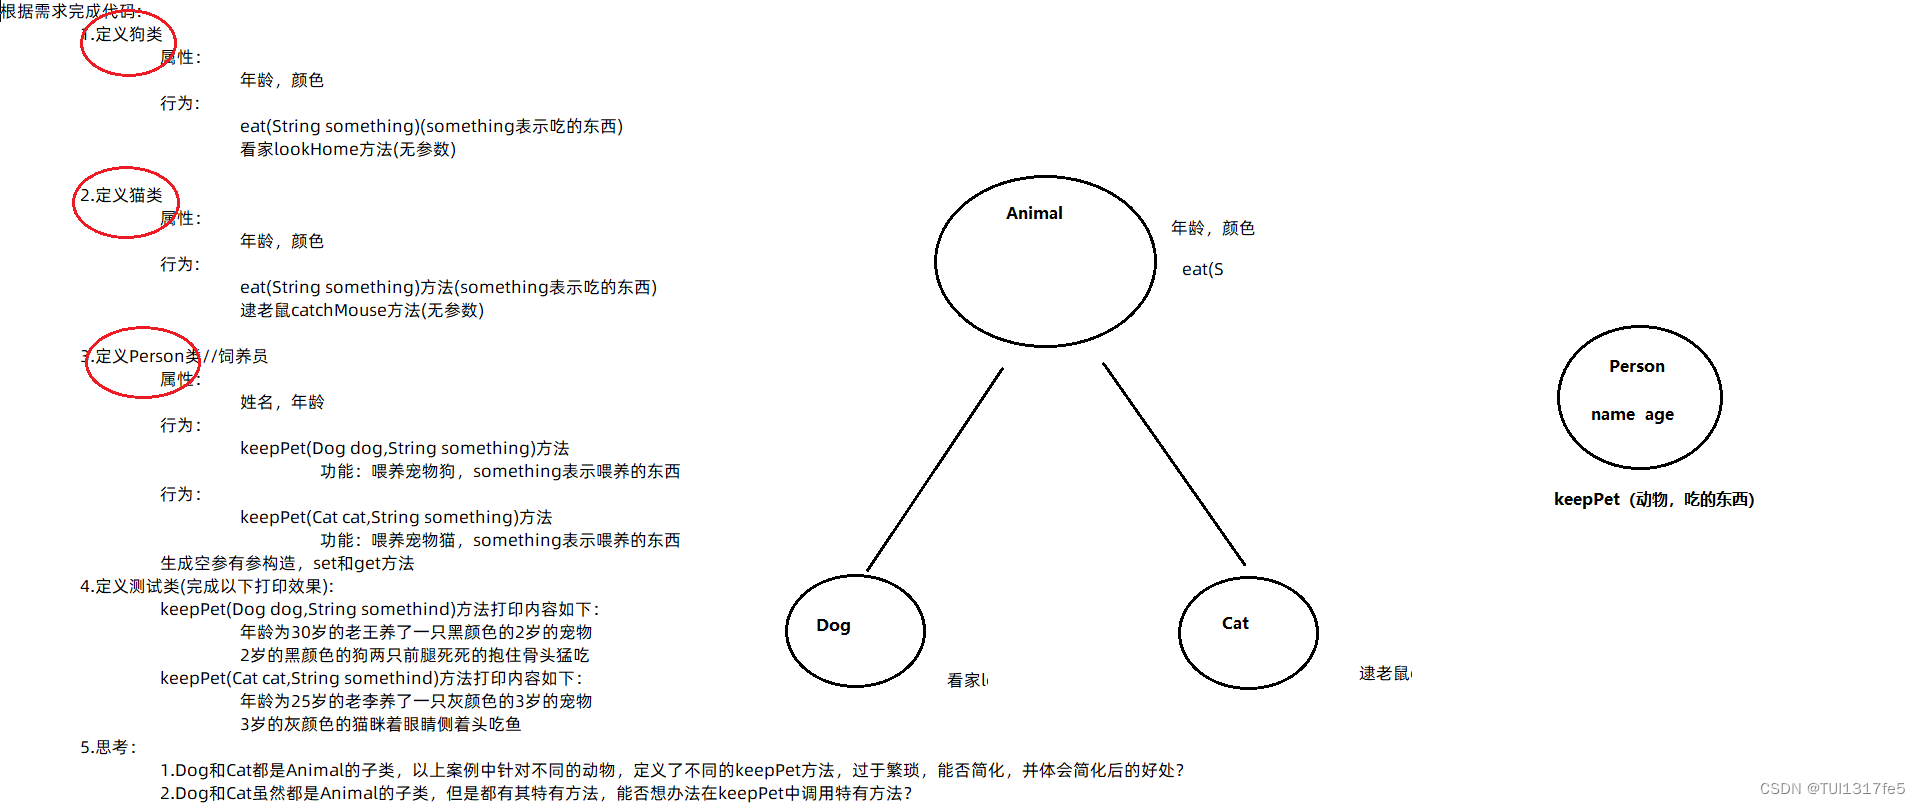 根据需求完成代码:
1.定义狗类
属性:
年龄，颜色
行为:
eat(String something)(something表示吃的东西)
看家lookHome方法(无参数)
2.定义猫类
属性:
年龄，颜色
行为:
eat(String something)方法(something表示吃的东西)
逮老鼠catchMouse方法(无参数)
3.定义Person类//饲养员
属性:
姓名，年龄
行为:
keepPet(Dog dog,String something)方法
功能：喂养宠物狗，something表示喂养的东西
行为:
keepPet(Cat cat,String something)方法
功能：喂养宠物猫，something表示喂养的东西
生成空参有参构造，set和get方法
4.定义测试类(完成以下打印效果):
keepPet(Dog dog,String somethind)方法打印内容如下:
年龄为30岁的老王养了一只黑颜色的2岁的宠物
2岁的黑颜色的狗两只前腿死死的抱住骨头猛吃
keepPet(Cat cat,String somethind)方法打印内容如下:
年龄为25岁的老李养了一只灰颜色的3岁的宠物
3岁的灰颜色的猫眯着眼睛侧着头吃鱼
5.思考:
1.Dog和Cat都是Animal的子类，以上案例中针对不同的动物，定义了不同的keepPet方法，过于繁琐，能否简化，并体会简化后的好处?
2.Dog和Cat虽然都是Animal的子类，但是都有其特有方法，能否想办法在keepPet中调用特有方法?
Animal
年龄，颜色
eat(S
Dog
看家l
Cat
逮老鼠
Person
name age
keepPet（动物，吃的东西）
CSDN @TUI1317fe5